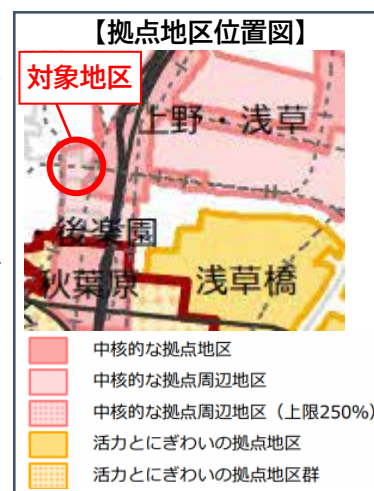 【拠点地区位置図】
対象地区
上野・浅草
後楽園
秋葉原
浅草橋
中核的な拠点地区
中核的な拠点周辺地区
中核的な拠点周辺地区（上限250%）
活力とにぎわいの拠点地区
活力とにぎわいの拠点地区群